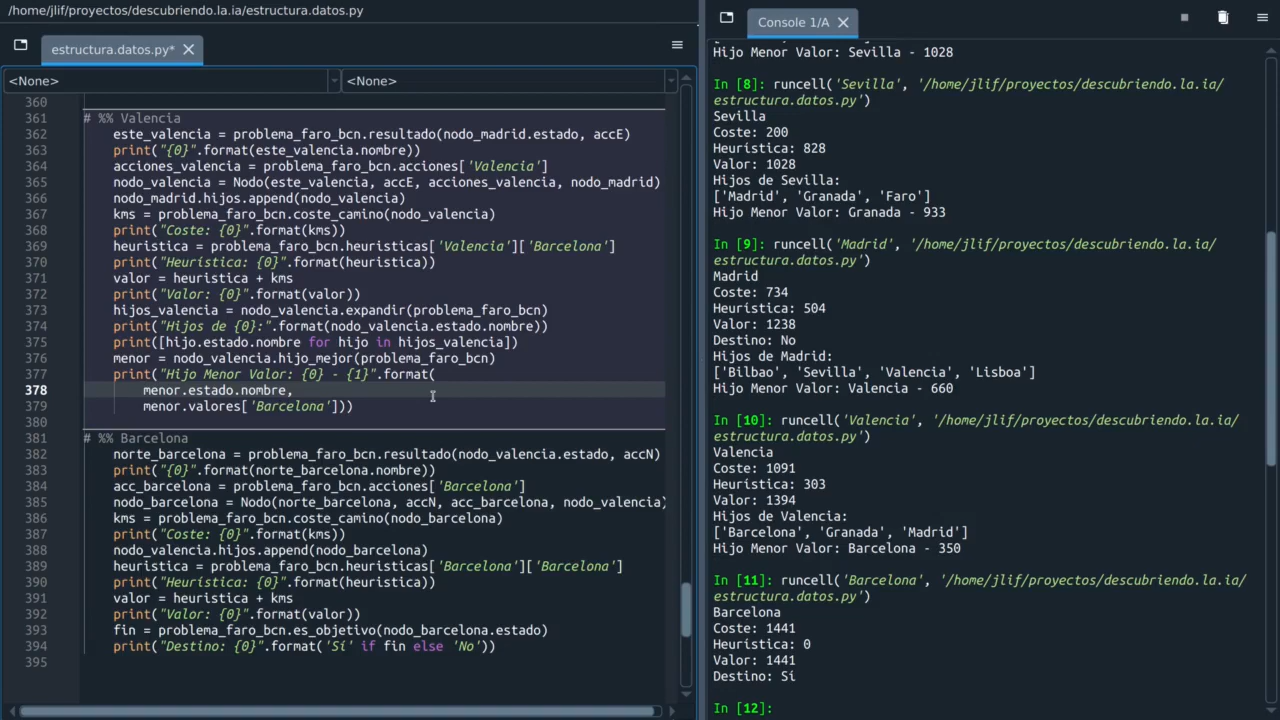 /home/jlif/proyectos/descubriendo.la.ia/estructura.datos.py
estructura.datos.py*
<None>
<None>
360
361 # %% Valencia
362 este_valencia = problema_faro_bcn.resultado(nodo_madrid.estado, accE)
363 print("{0}".format(este_valencia.nombre))
364 acciones_valencia = problema_faro_bcn.acciones['Valencia']
365 nodo_valencia = Nodo(este_valencia, accE, acciones_valencia, nodo_madrid)
366 nodo_madrid.hijos.append(nodo_valencia)
367 kms = problema_faro_bcn.coste_camino(nodo_valencia)
368 print("Coste: {0}".format(kms))
369 heuristica = problema_faro_bcn.heuristicas['Valencia']['Barcelona']
370 print("Heurística: {0}".format(heuristica))
371 valor = heuristica + kms
372 print("Valor: {0}".format(valor))
373 hijos_valencia = nodo_valencia.expandir(problema_faro_bcn)
374 print("Hijos de {0}:".format(nodo_valencia.estado.nombre))
375 print([hijo.estado.nombre for hijo in hijos_valencia])
376 menor = nodo_valencia.hijo_mejor(problema_faro_bcn)
377 print("Hijo Menor Valor: {0} - {1}".format(
378 menor.estado.nombre,
379 menor.valores['Barcelona']))
380
381 # %% Barcelona
382 norte_barcelona = problema_faro_bcn.resultado(nodo_valencia.estado, accN)
383 print("{0}".format(norte_barcelona.nombre))
384 acc_barcelona = problema_faro_bcn.acciones['Barcelona']
385 nodo_barcelona = Nodo(norte_barcelona, accN, acc_barcelona, nodo_valencia)
386 kms = problema_faro_bcn.coste_camino(nodo_barcelona)
387 print("Coste: {0}".format(kms))
388 nodo_valencia.hijos.append(nodo_barcelona)
389 heuristica = problema_faro_bcn.heuristicas['Barcelona']['Barcelona']
390 print("Heurística: {0}".format(heuristica))
391 valor = heuristica + kms
392 print("Valor: {0}".format(valor))
393 fin = problema_faro_bcn.es_objetivo(nodo_barcelona.estado)
394 print("Destino: {0}".format('Sí' if fin else 'No'))
395
Console 1/A
Hijo Menor Valor: Sevilla - 1028
In [8]: runcell('Sevilla', '/home/jlif/proyectos/descubriendo.la.ia/
estructura.datos.py')
Sevilla
Coste: 200
Heurística: 828
Valor: 1028
Hijos de Sevilla:
['Madrid', 'Granada', 'Faro']
Hijo Menor Valor: Granada - 933
In [9]: runcell('Madrid', '/home/jlif/proyectos/descubriendo.la.ia/
estructura.datos.py')
Madrid
Coste: 734
Heurística: 504
Valor: 1238
Destino: No
Hijos de Madrid:
['Bilbao', 'Sevilla', 'Valencia', 'Lisboa']
Hijo Menor Valor: Valencia - 660
In [10]: runcell('Valencia', '/home/jlif/proyectos/descubriendo.la.ia/
estructura.datos.py')
Valencia
Coste: 1091
Heurística: 303
Valor: 1394
Hijos de Valencia:
['Barcelona', 'Granada', 'Madrid']
Hijo Menor Valor: Barcelona - 350
In [11]: runcell('Barcelona', '/home/jlif/proyectos/descubriendo.la.ia/
estructura.datos.py')
Barcelona
Coste: 1441
Heurística: 0
Valor: 1441
Destino: Sí
In [12]: